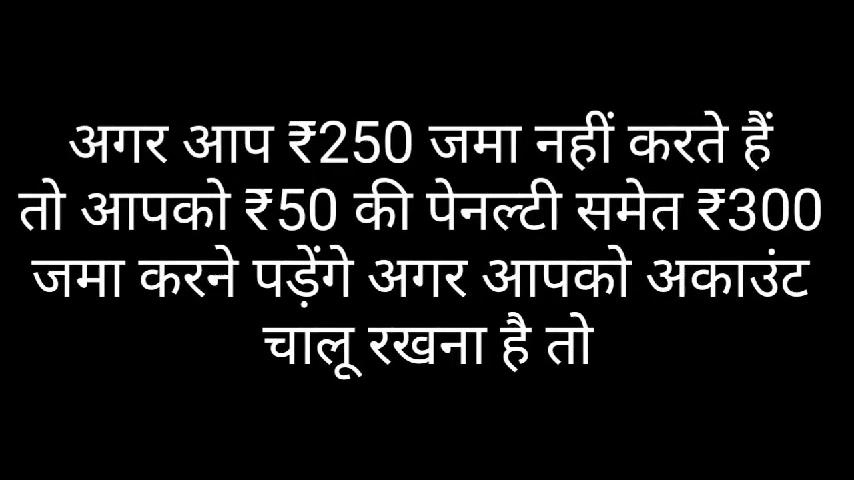 अगर आप ₹250 जमा नहीं करते हैं
तो आपको ₹50 की पेनल्टी समेत ₹300
जमा करने पड़ेंगे अगर आपको अकाउंट
चालू रखना है तो